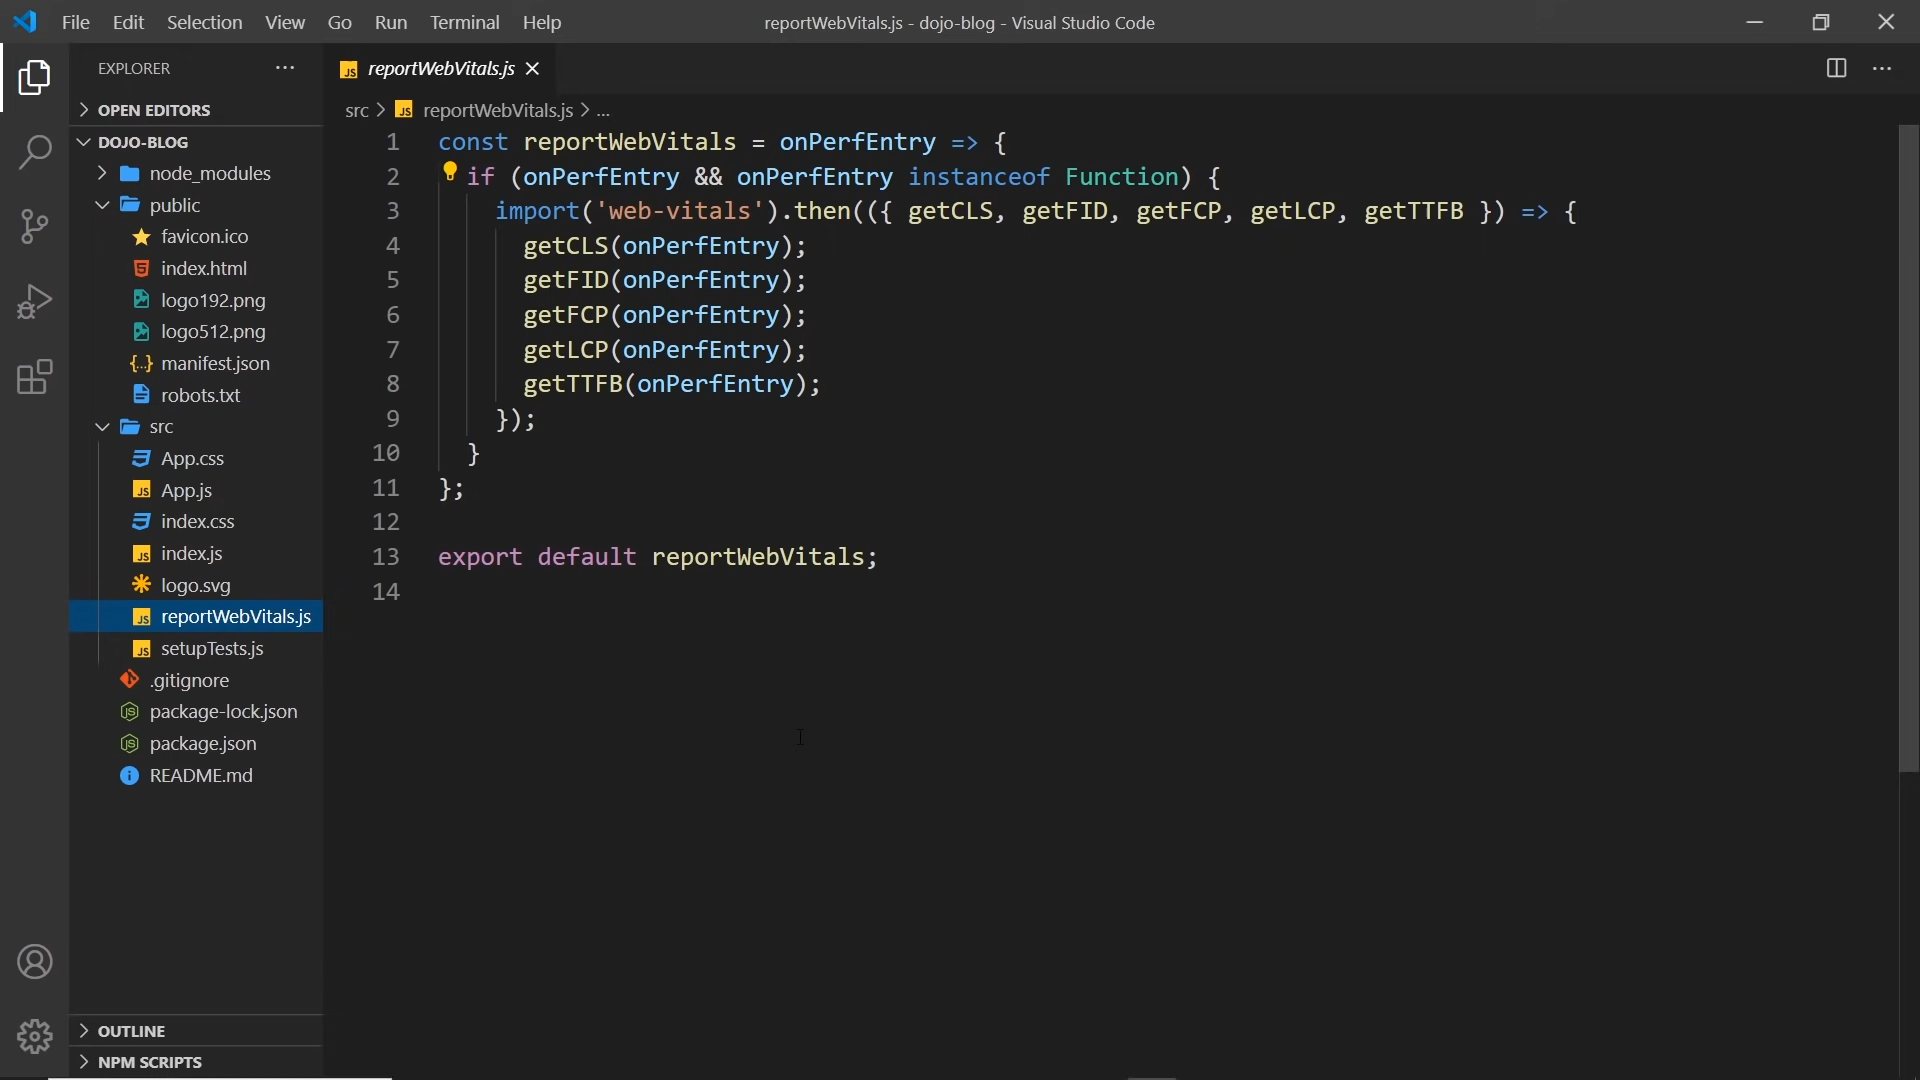 File Edit Selection View Go Run Terminal Help
reportWebVitals.js - dojo-blog - Visual Studio Code
EXPLORER
OPEN EDITORS
DOJO-BLOG
node_modules
public
favicon.ico
index.html
logo192.png
logo512.png
manifest.json
robots.txt
src
App.css
App.js
index.css
index.js
logo.svg
reportWebVitals.js
setupTests.js
.gitignore
package-lock.json
package.json
README.md
OUTLINE
NPM SCRIPTS
JS reportWebVitals.js
src > JS reportWebVitals.js > ...
1 const reportWebVitals = onPerfEntry => {
2 if (onPerfEntry && onPerfEntry instanceof Function) {
3 import('web-vitals').then(({ getCLS, getFID, getFCP, getLCP, getTTFB }) => {
4 getCLS(onPerfEntry);
5 getFID(onPerfEntry);
6 getFCP(onPerfEntry);
7 getLCP(onPerfEntry);
8 getTTFB(onPerfEntry);
9 });
10 }
11 };
12
13 export default reportWebVitals;
14